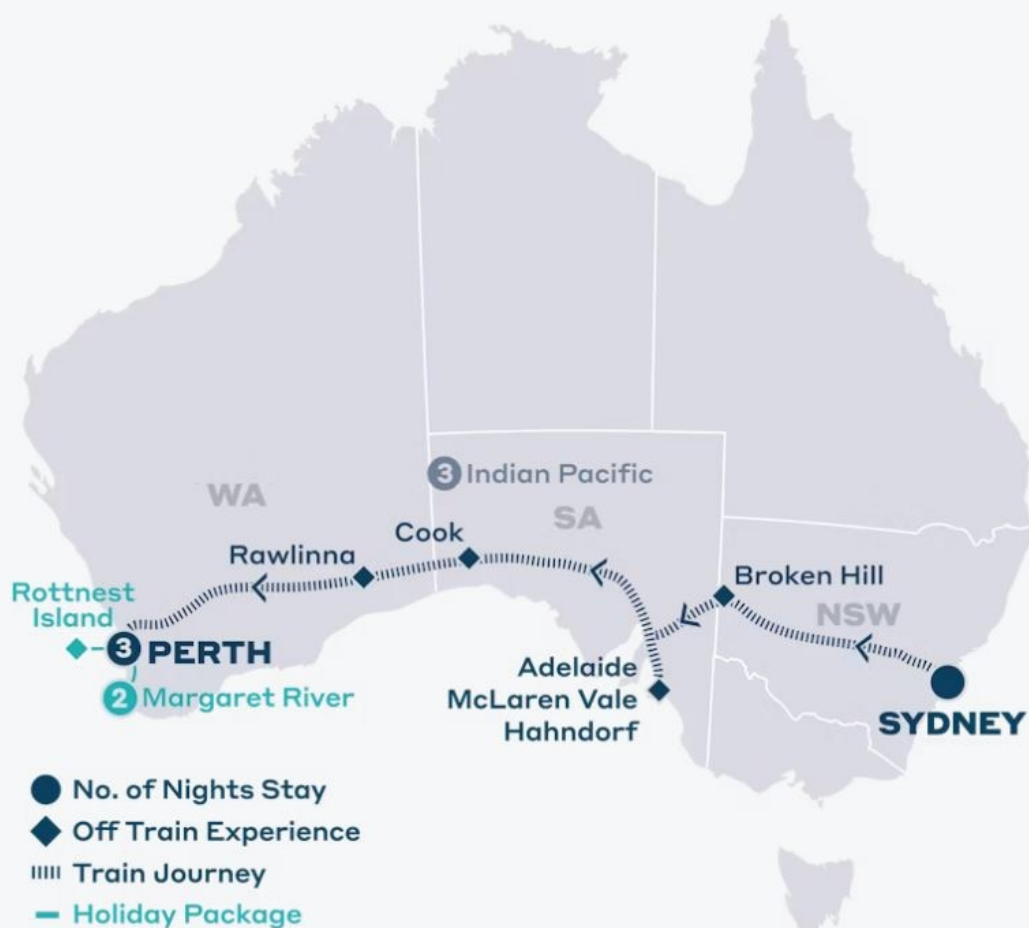 3 Indian Pacific
WA
SA
Cook
Rawlinna
Broken Hill
Rottnest
Island
NSW
3 PERTH
Adelaide
McLaren Vale
Hahndorf
2 Margaret River
SYDNEY
No. of Nights Stay
Off Train Experience
Train Journey
Holiday Package